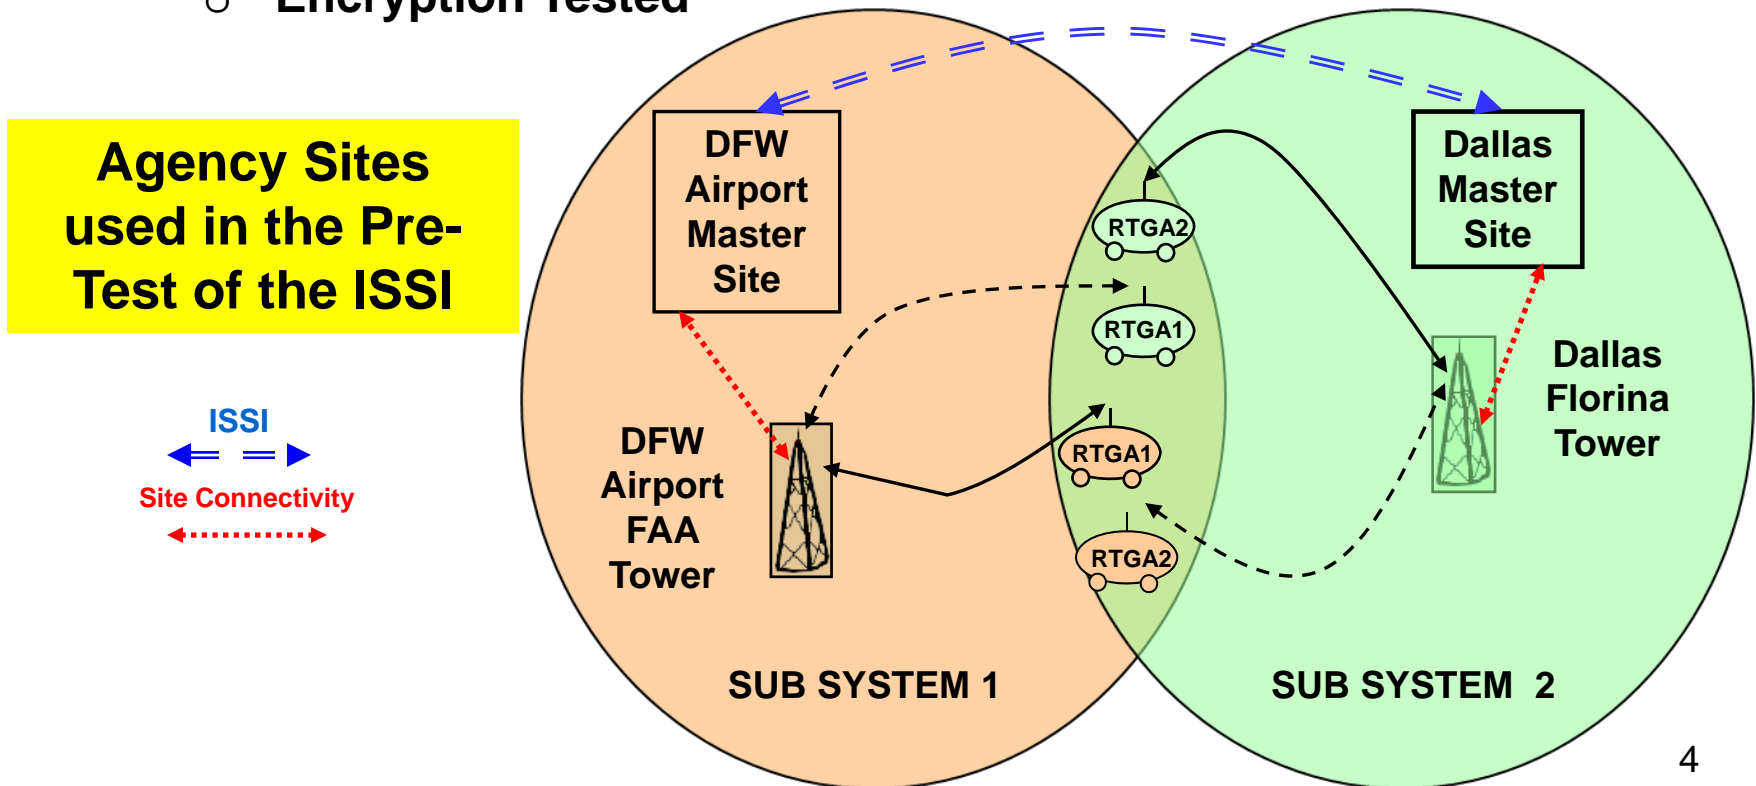 o Encryption Tested
Agency Sites
used in the Pre-
Test of the ISSI
ISSI
Site Connectivity
DFW
Airport
Master
Site
DFW
Airport
FAA
Tower
RTGA2
RTGA1
RTGA1
RTGA2
Dallas
Master
Site
Dallas
Florina
Tower
SUB SYSTEM 1
SUB SYSTEM 2
4